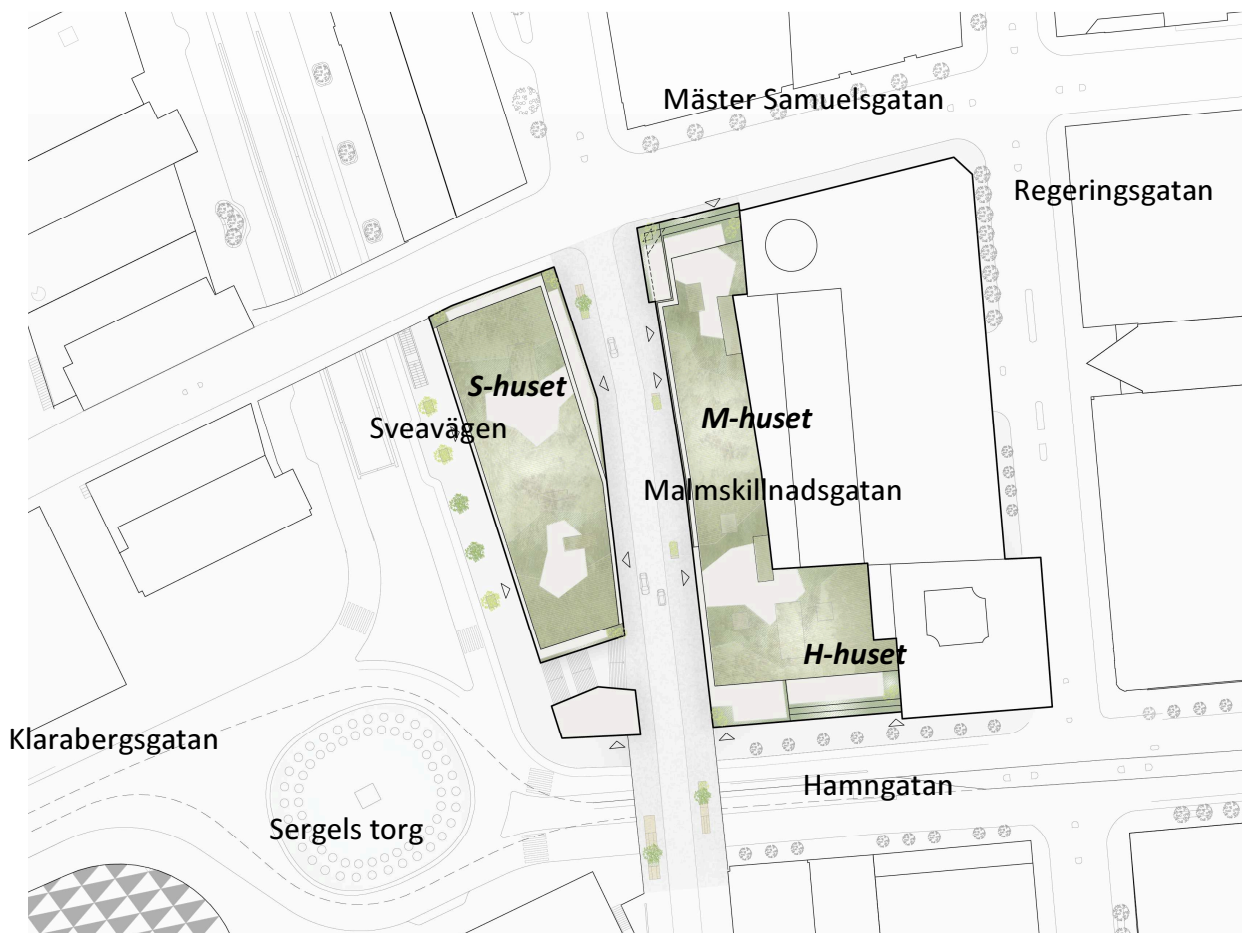 Mäster Samuelsgatan
Regeringsgatan
S-huset
M-huset
Sveavägen
Malmskillnadsgatan
H-huset
Klarabergsgatan
Hamngatan
Sergels torg